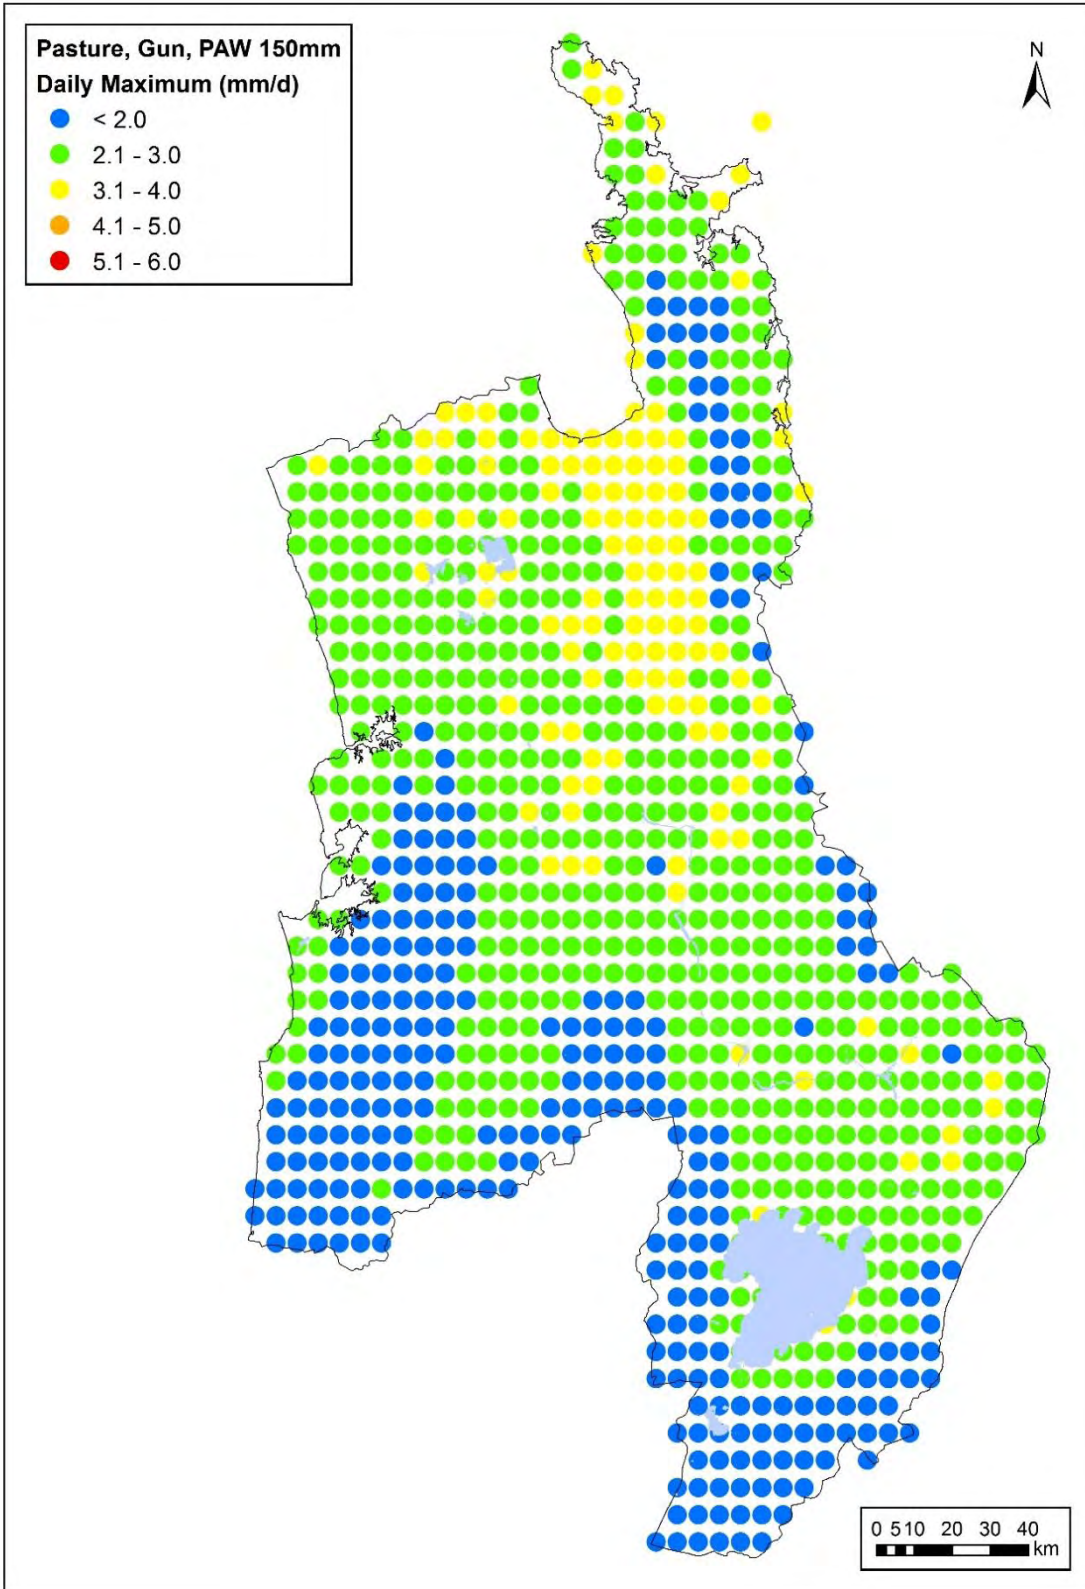 Pasture, Gun, PAW 150mm
Daily Maximum (mm/d)
< 2.0
2.1 - 3.0
3.1 - 4.0
4.1 - 5.0
5.1 - 6.0
N
0 5 10 20 30 40
km